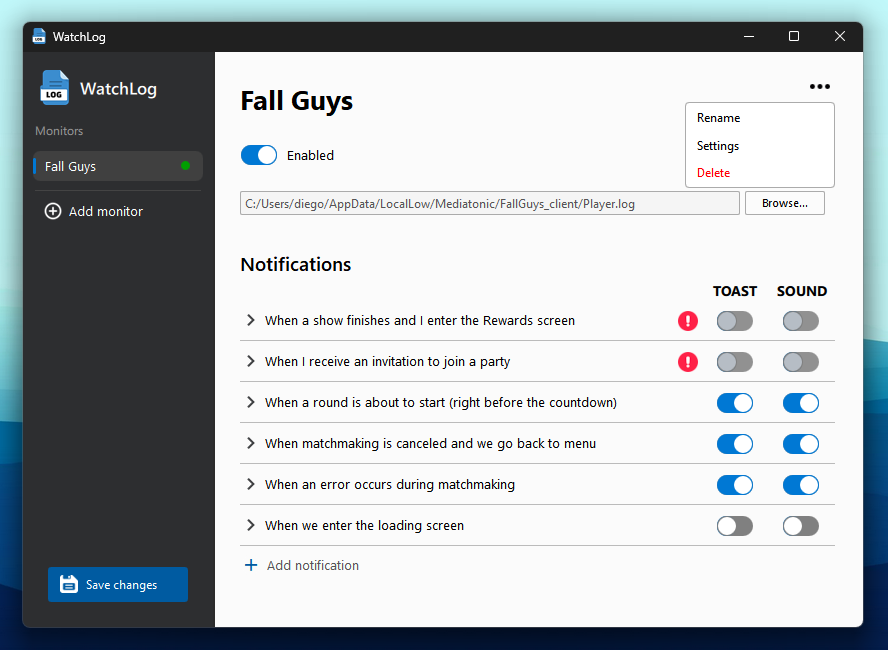 WatchLog
LOG
WatchLog
Monitors
Fall Guys
Add monitor
Save changes
Fall Guys
Rename
Settings
Delete
Enabled
C:/Users/diego/AppData/LocalLow/Mediatonic/FallGuys_client/Player.log
Browse...
Notifications
TOAST SOUND
When a show finishes and I enter the Rewards screen
When I receive an invitation to join a party
When a round is about to start (right before the countdown)
When matchmaking is canceled and we go back to menu
When an error occurs during matchmaking
When we enter the loading screen
Add notification